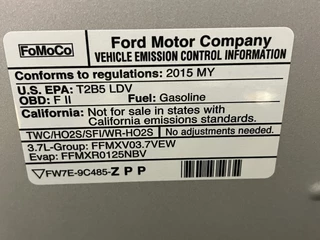 FoMoCo
Ford Motor Company
VEHICLE EMISSION CONTROL INFORMATION
Conforms to regulations: 2015 MY
U.S. EPA: T2B5 LDV
OBD: F II Fuel: Gasoline
California: Not for sale in states with
California emissions standards.
TWC/HO2S/SFI/WR-HO2S No adjustments needed.
3.7L-Group: FFMXV03.7VEW
Evap: FFMXR0125NBV
FW7E-9C485-ZPP